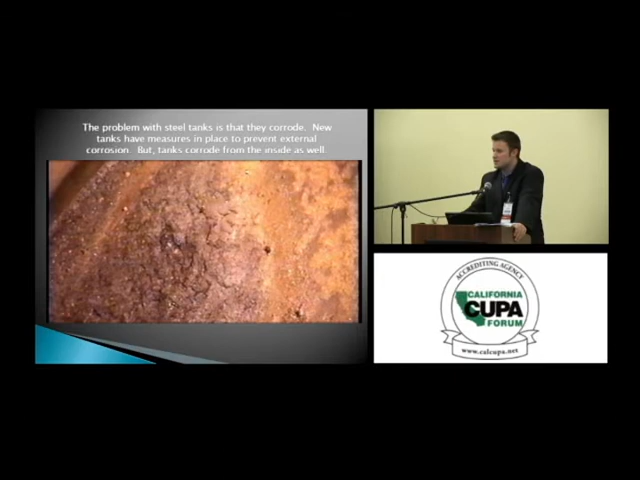 The problem with steel tanks is that they corrode. New
tanks have measures in place to prevent external
corrosion. But, tanks corrode from the inside as well.
ACCREDITING AGENCY
CALIFORNIA
CUPA
FORUM
www.calcupa.net